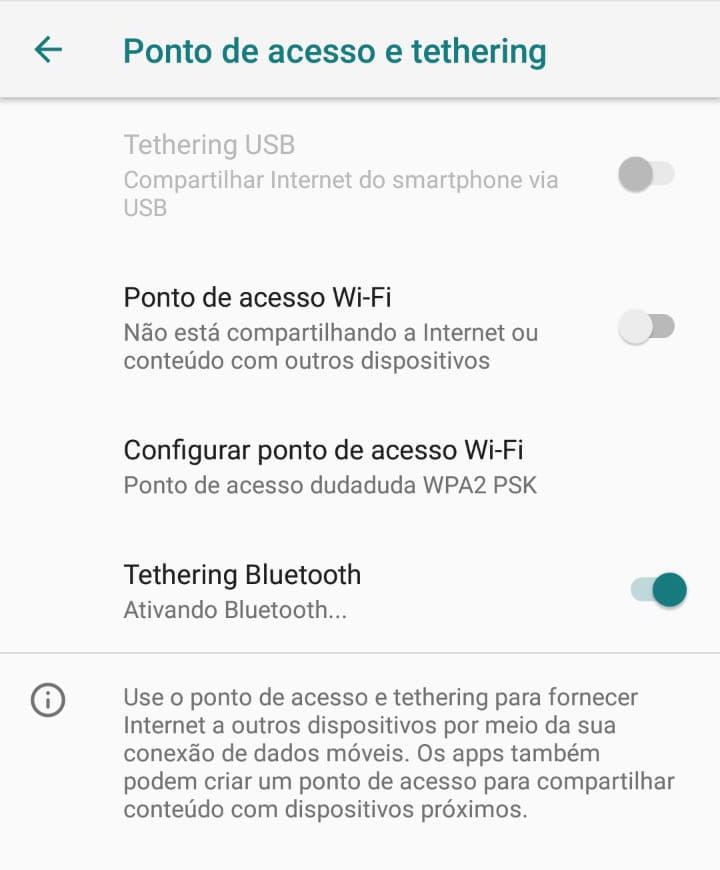 Ponto de acesso e tethering
Tethering USB
Compartilhar Internet do smartphone via
USB
Ponto de acesso Wi-Fi
Não está compartilhando a Internet ou
conteúdo com outros dispositivos
Configurar ponto de acesso Wi-Fi
Ponto de acesso dudaduda WPA2 PSK
Tethering Bluetooth
Ativando Bluetooth...
Use o ponto de acesso e tethering para fornecer
Internet a outros dispositivos por meio da sua
conexão de dados móveis. Os apps também
podem criar um ponto de acesso para compartilhar
conteúdo com dispositivos próximos.